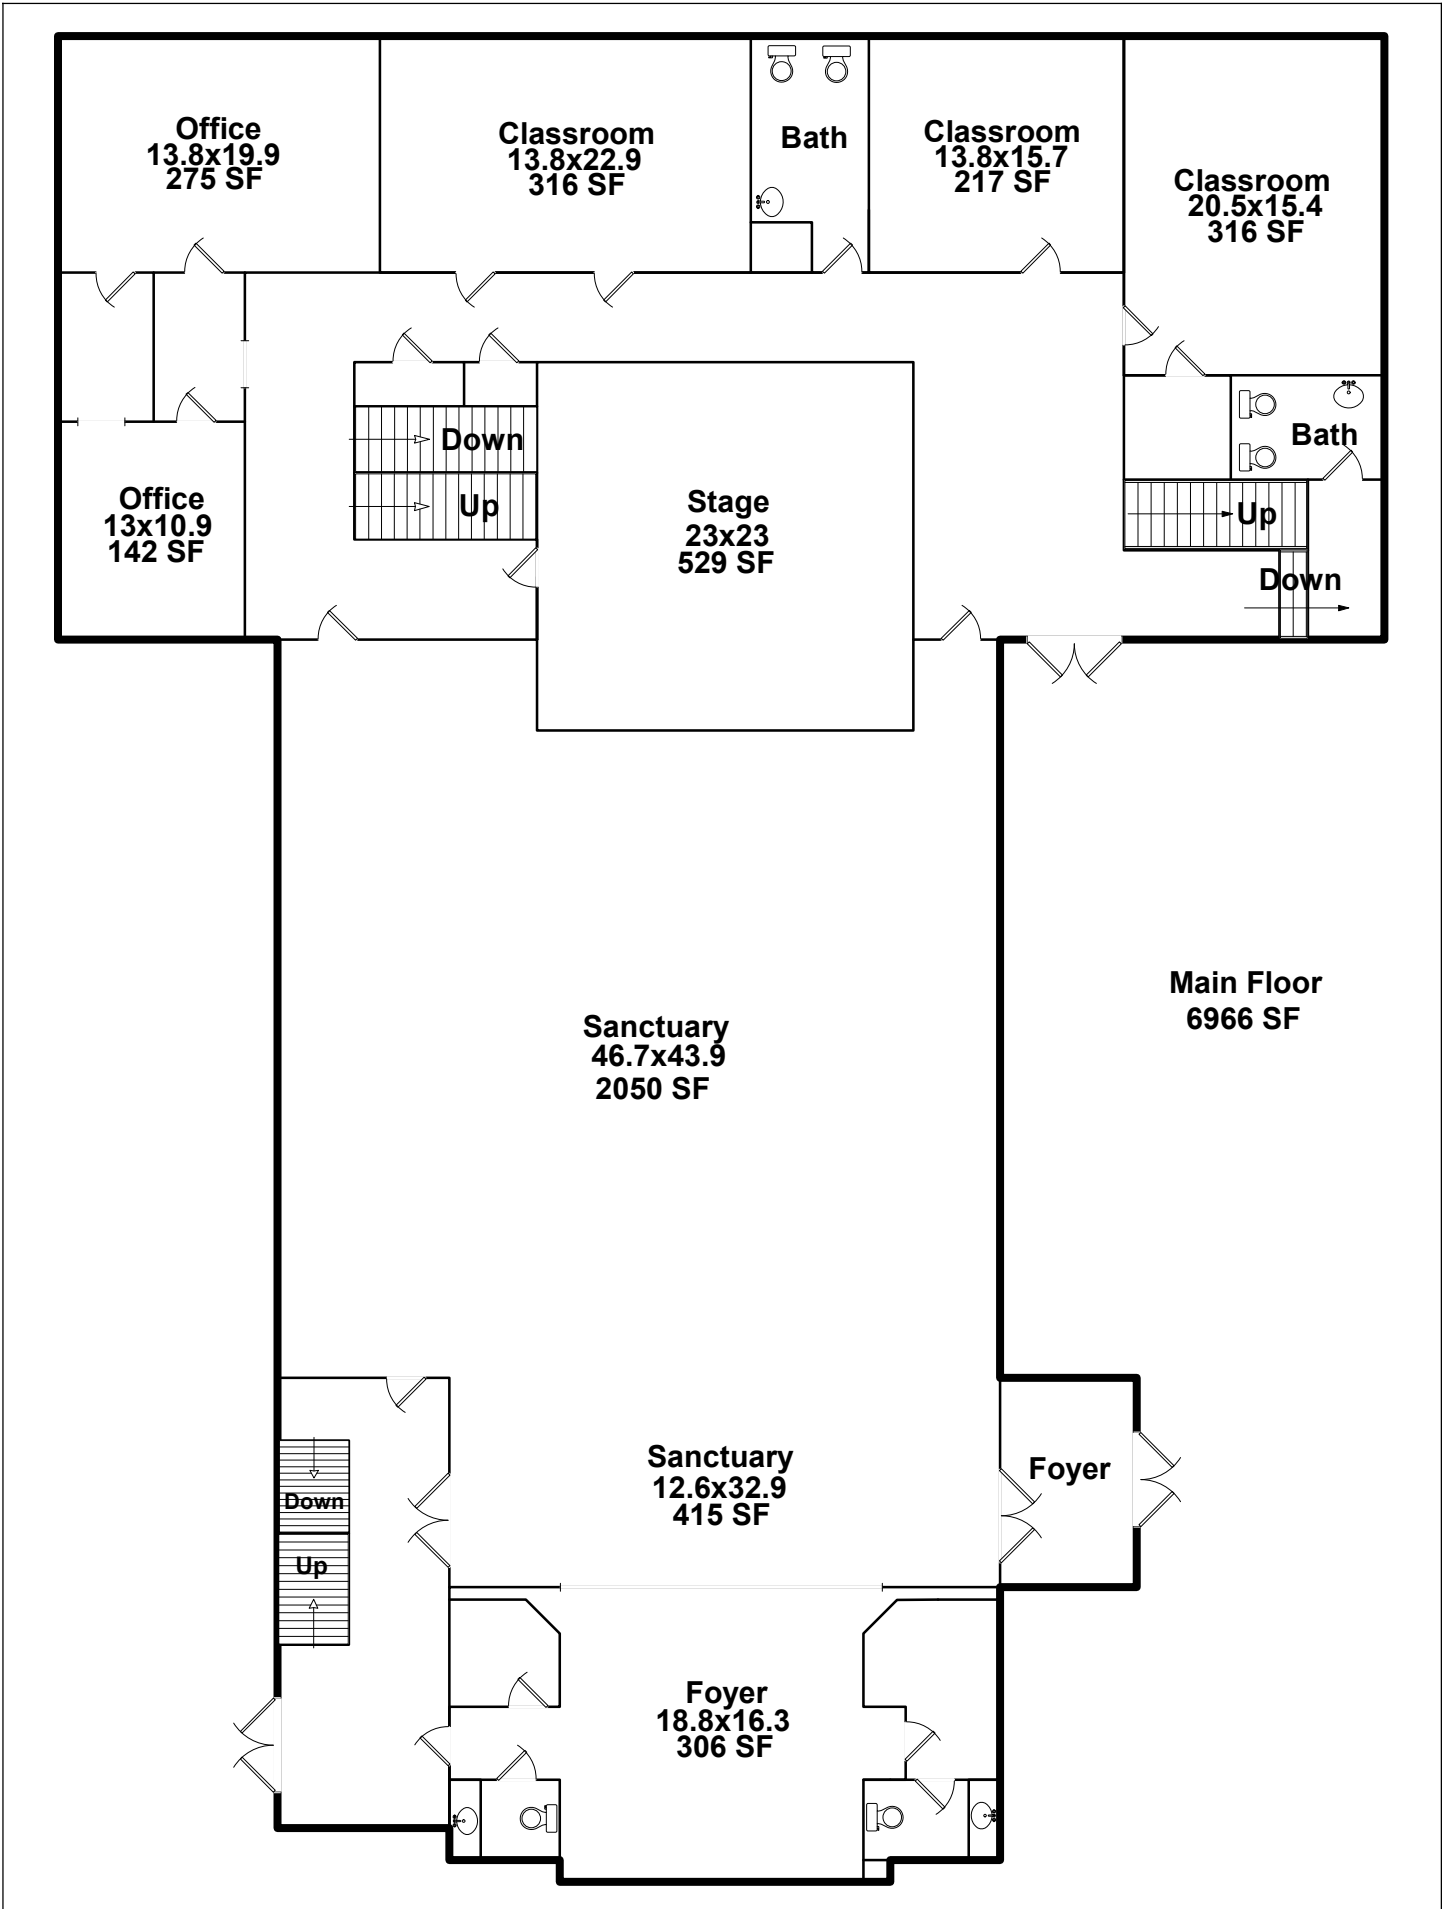 Office
13.8x19.9
275 SF
Classroom
13.8x22.9
316 SF
Bath
Classroom
13.8x15.7
217 SF
Classroom
20.5x15.4
316 SF
Down
Up
Office
13x10.9
142 SF
Stage
23x23
529 SF
Bath
Up
Down
Main Floor
6966 SF
Sanctuary
46.7x43.9
2050 SF
Sanctuary
12.6x32.9
415 SF
Foyer
Down
Up
Foyer
18.8x16.3
306 SF